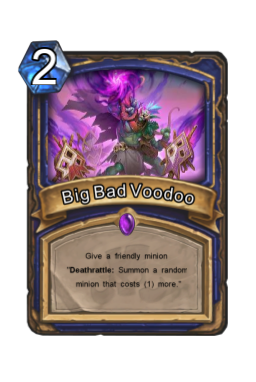 2
Big Bad Voodoo
Give a friendly minion
"Deathrattle: Summon a random
minion that costs (1) more."